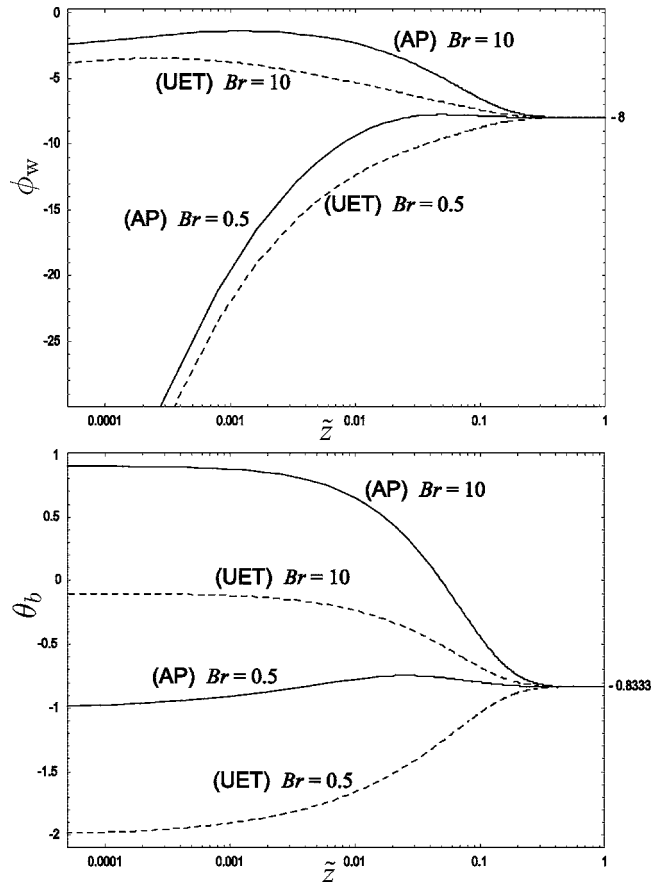 0
(AP) Br = 10
-5
(UET) Br = 10
-8
-10
ϕw
-15
(AP) Br = 0.5
(UET) Br = 0.5
-20
-25
0.0001 0.001 0.01 0.1 1
z̃
1
(AP) Br = 10
0.5
(UET) Br = 10
0
θb
-0.5
(AP) Br = 0.5
-0.8333
-1
-1.5
(UET) Br = 0.5
-2
0.0001 0.001 0.01 0.1 1
z̃